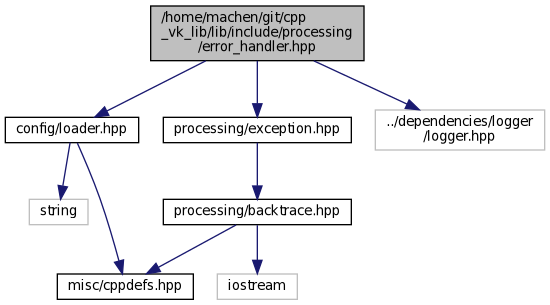 /home/machen/git/cpp
_vk_lib/lib/include/processing
/error_handler.hpp
config/loader.hpp
processing/exception.hpp
../dependencies/logger
/logger.hpp
string
processing/backtrace.hpp
misc/cppdefs.hpp
iostream